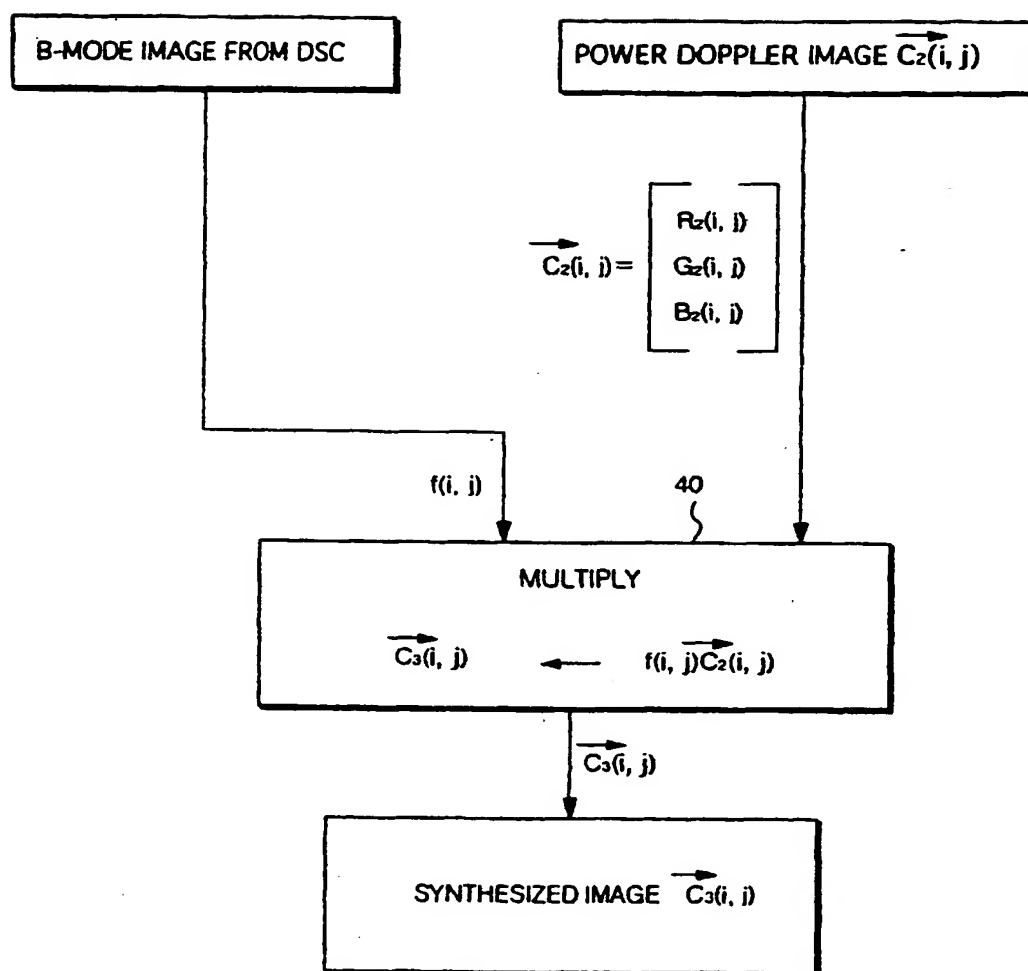 B-MODE IMAGE FROM DSC
POWER DOPPLER IMAGE C₂(i, j)
C₂(i, j) =
R₂(i, j)
G₂(i, j)
B₂(i, j)
f(i, j)
40
MULTIPLY
C₃(i, j) ← f(i, j)C₂(i, j)
C₃(i, j)
SYNTHESIZED IMAGE C₃(i, j)